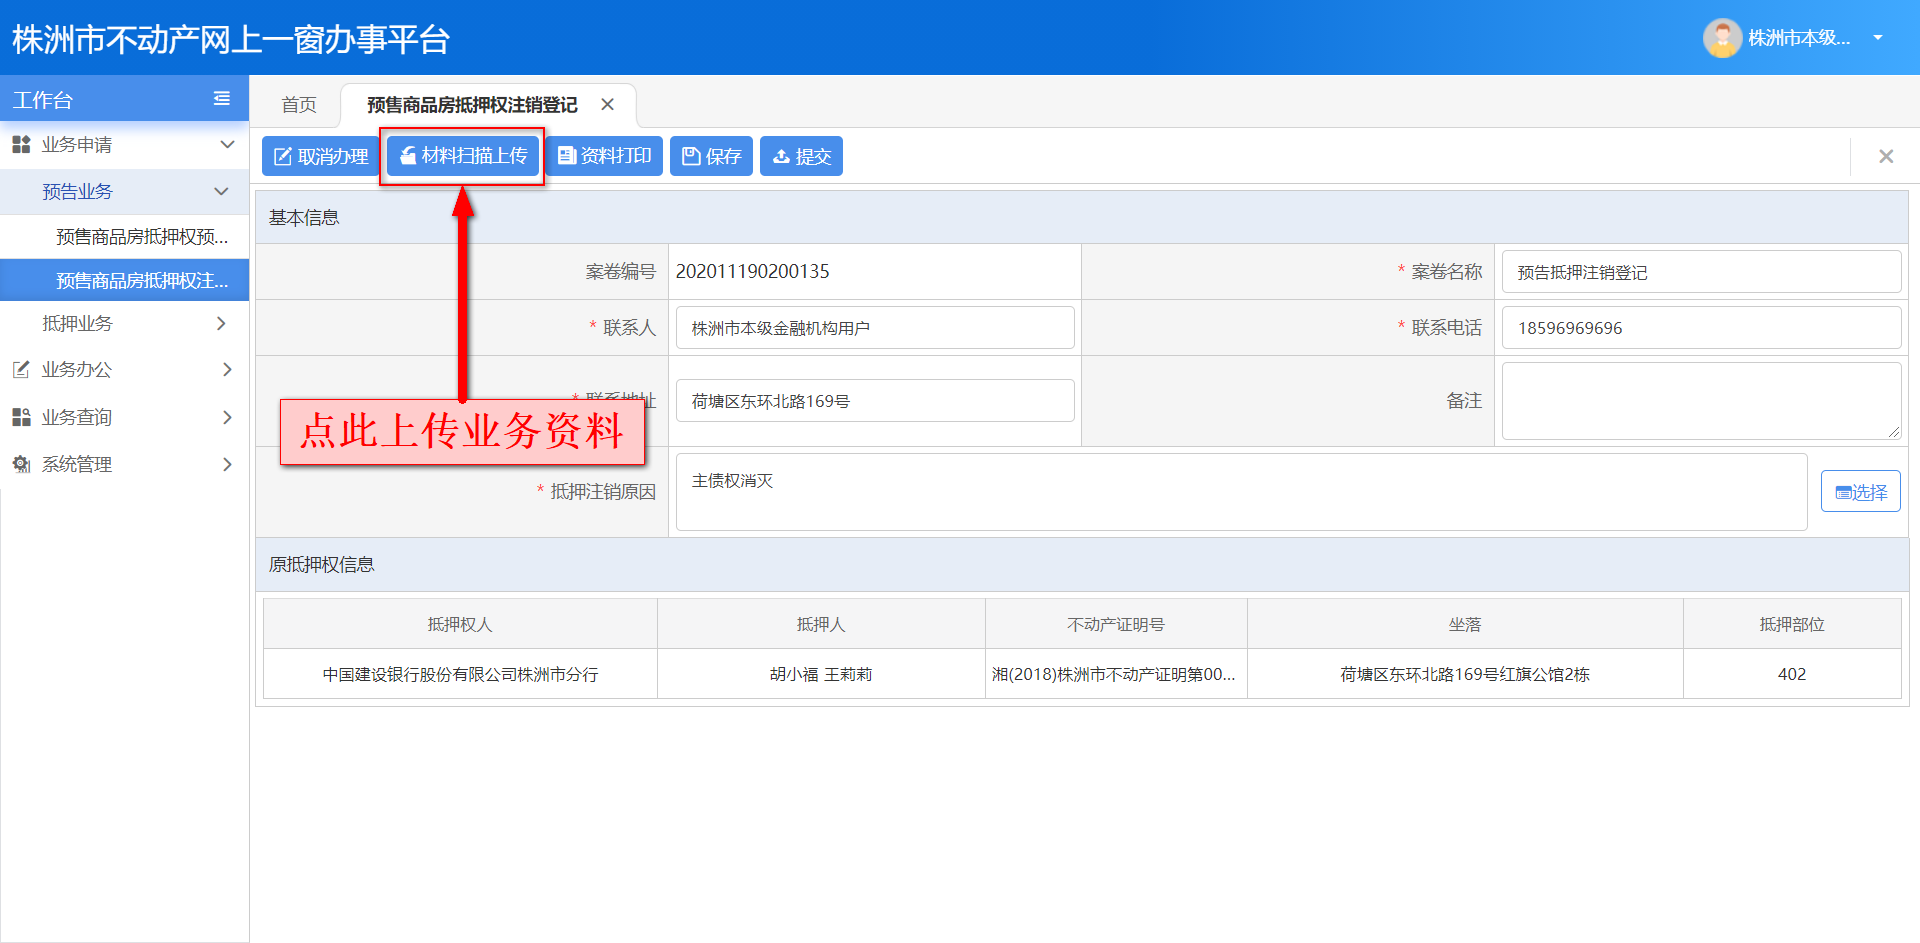 株洲市不动产网上一窗办事平台
株洲市本级...
工作台
首页
预售商品房抵押权注销登记
业务申请
预告业务
预售商品房抵押权预...
预售商品房抵押权注...
抵押业务
业务办公
业务查询
系统管理
取消办理 材料扫描上传 资料打印 保存 提交
基本信息
案卷编号 202011190200135 * 案卷名称 预告抵押注销登记
* 联系人 株洲市本级金融机构用户 * 联系电话 18596969696
* 联系地址 荷塘区东环北路169号 备注
点此上传业务资料
* 抵押注销原因 主债权消灭 选择
原抵押权信息
抵押权人 抵押人 不动产证明号 坐落 抵押部位
中国建设银行股份有限公司株洲市分行 胡小福 王莉莉 湘(2018)株洲市不动产证明第00... 荷塘区东环北路169号红旗公馆2栋 402